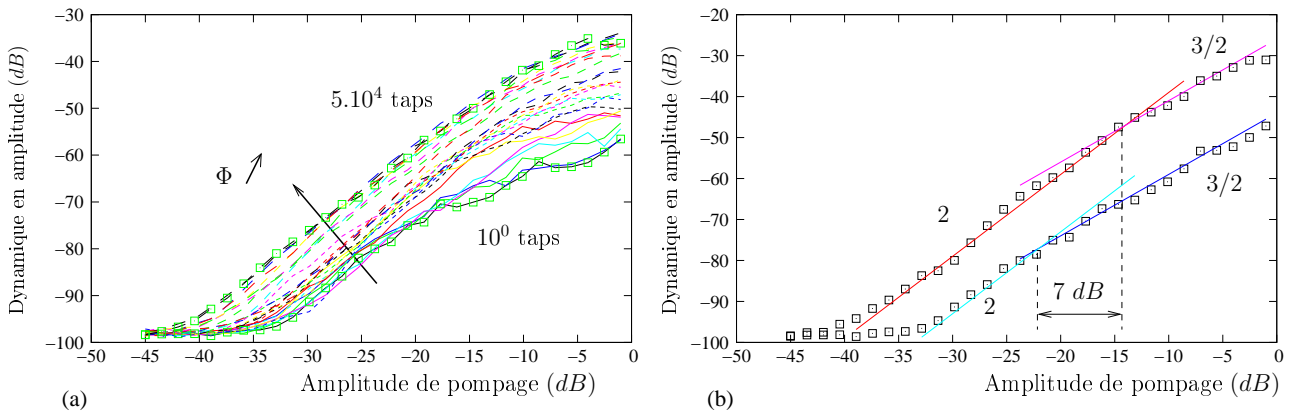 Dynamique en amplitude (dB)
−30
−40
−50
−60
−70
−80
−90
−100
5.10⁴ taps
Φ
10⁰ taps
−50 −45 −40 −35 −30 −25 −20 −15 −10 −5 0
Amplitude de pompage (dB)
(a)
Dynamique en amplitude (dB)
−20
−30
−40
−50
−60
−70
−80
−90
−100
3/2
2
3/2
2
7 dB
−50 −45 −40 −35 −30 −25 −20 −15 −10 −5 0
Amplitude de pompage (dB)
(b)